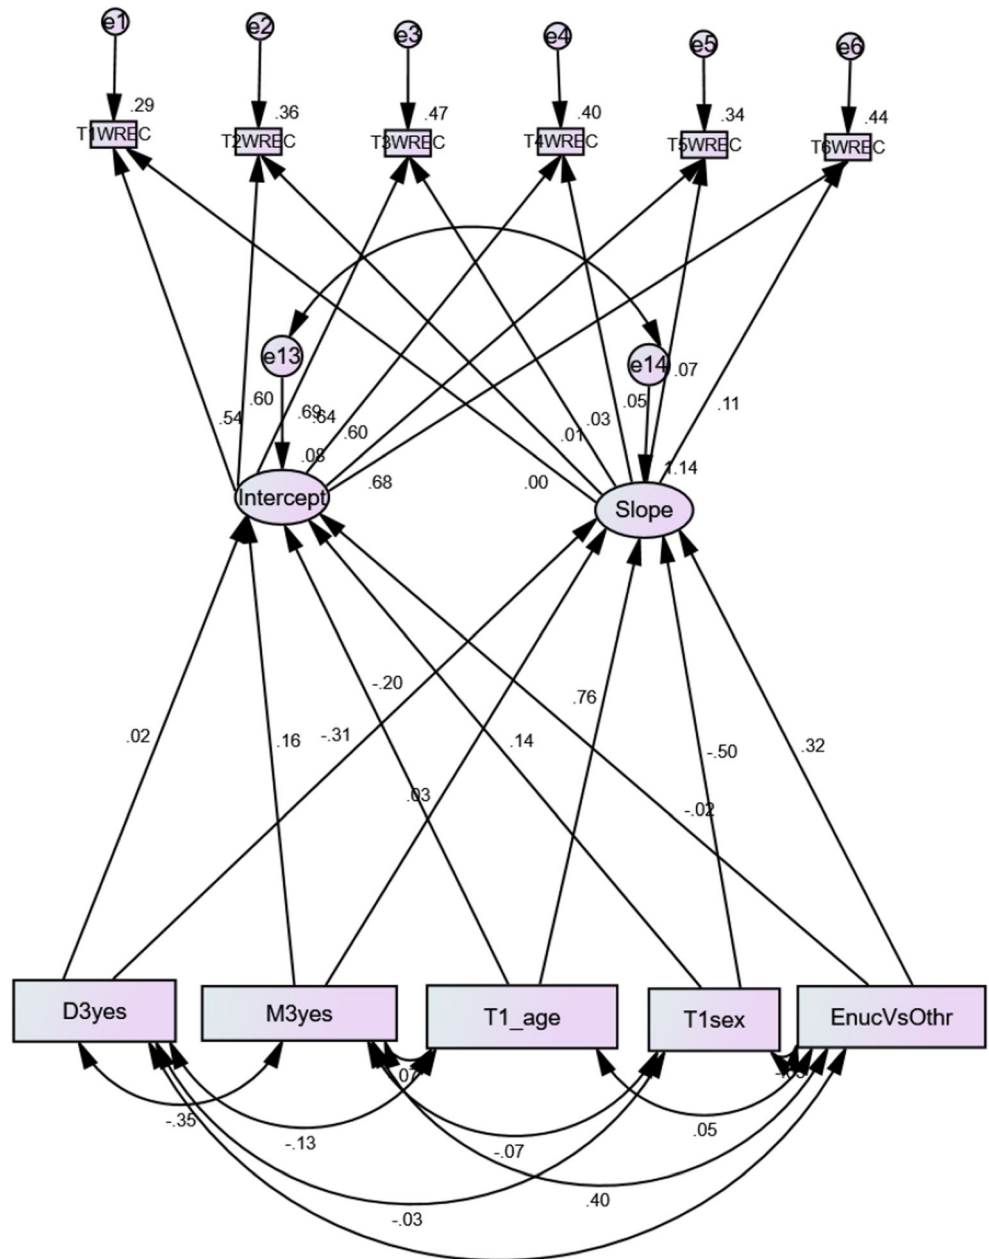 e1 e2 e3 e4 e5 e6
.29 .36 .47 .40 .34 .44
T1WREC T2WREC T3WREC T4WREC T5WREC T6WREC
e13 e14
.07
.54 .60 .69 .64 .60 .01 .03 .05 .11
.08 1.14
.68 .00
Intercept Slope
-.20 .76
.02 .16 -.31 .14 -.50 .32
.03 -.02
D3yes M3yes T1_age T1sex EnucVsOthr
.07
-.35 -.13 -.07 .05
.40
-.03